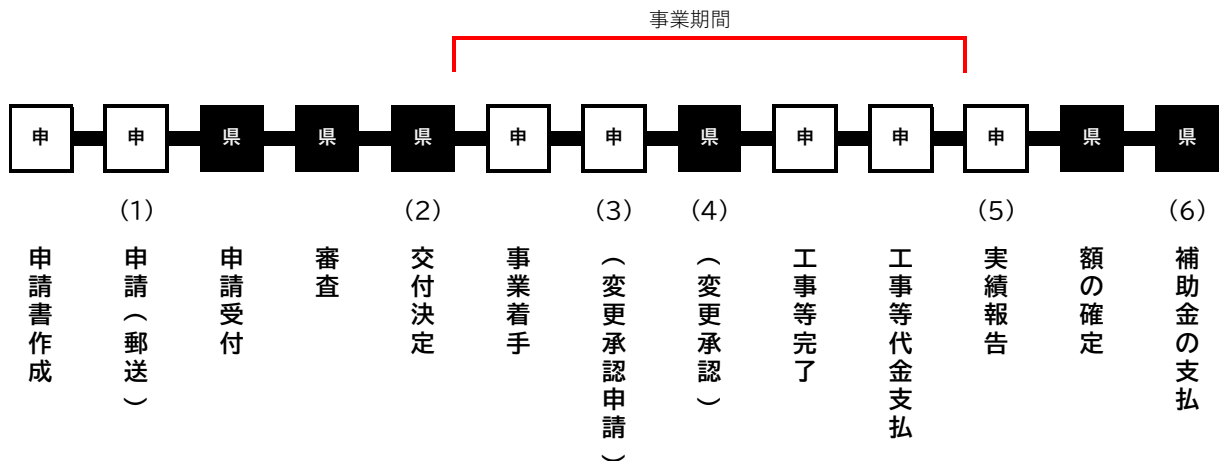 事業期間
申
申
県
県
県
申
申
県
申
申
申
県
県
(1)
(2)
(3)
(4)
(5)
(6)
申請書作成
申請(郵送)
申請受付
審査
交付決定
事業着手
(変更承認申請)
(変更承認)
工事等完了
工事等代金支払
実績報告
額の確定
補助金の支払